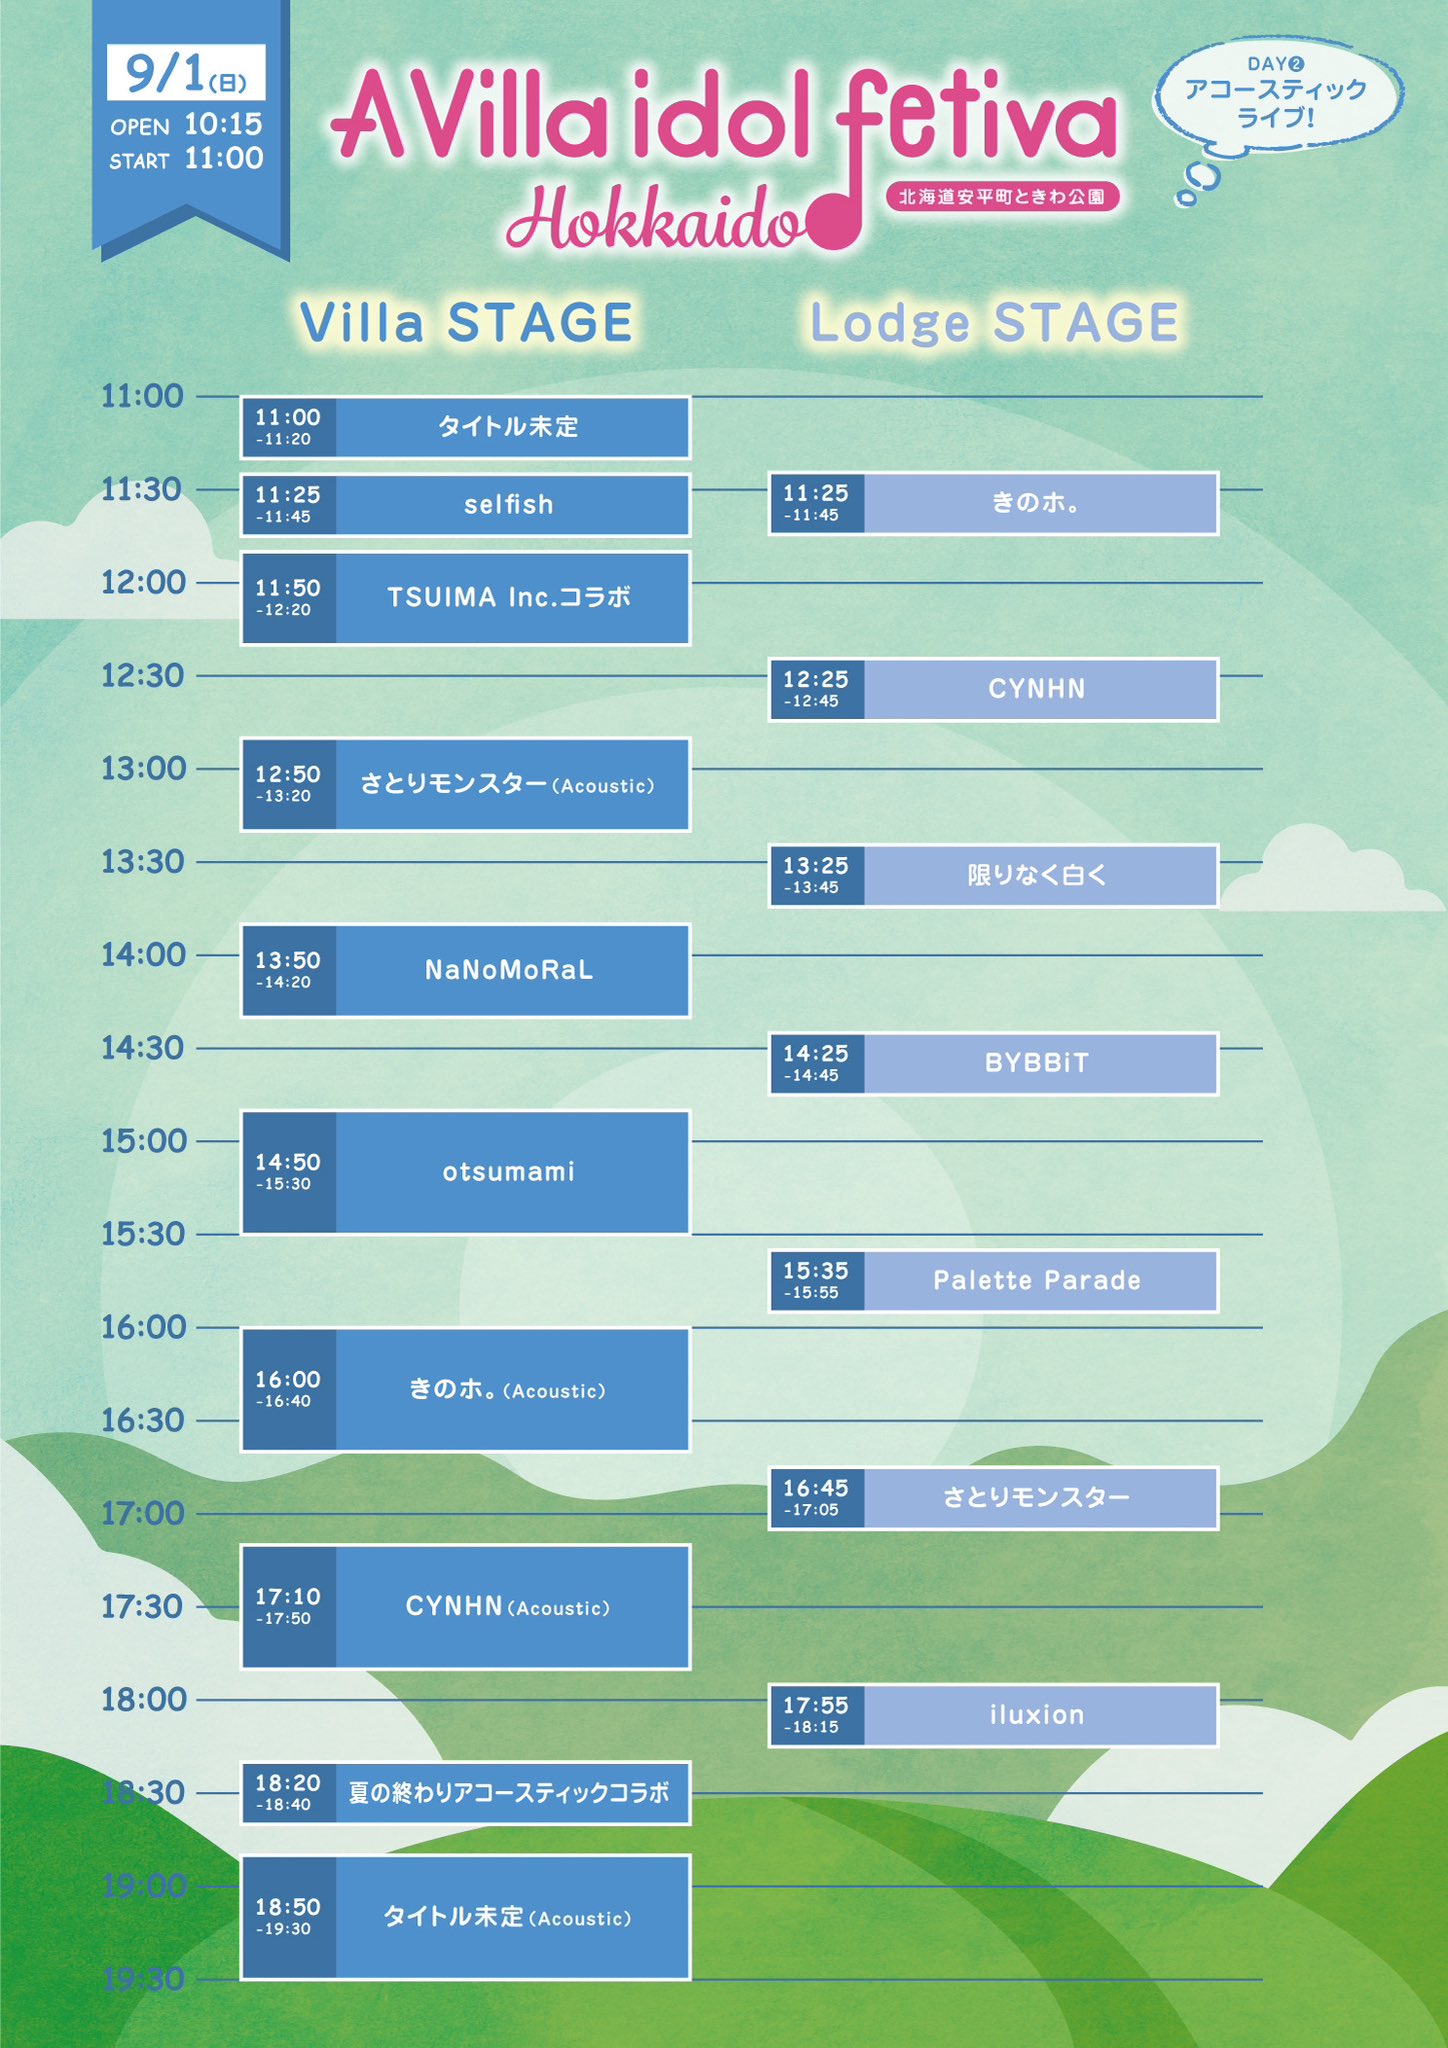 9/1(日)
OPEN 10:15
START 11:00
A Villa idol fetiva
Hokkaido
北海道安平町ときわ公園
DAY❷
アコースティック
ライブ!
Villa STAGE
Lodge STAGE
11:00
11:00
-11:20
タイトル未定
11:30
11:25
-11:45
selfish
11:25
-11:45
きのホ。
12:00
11:50
-12:20
TSUIMA Inc.コラボ
12:30
12:25
-12:45
CYNHN
13:00
12:50
-13:20
さとりモンスター(Acoustic)
13:30
13:25
-13:45
限りなく白く
14:00
13:50
-14:20
NaNoMoRaL
14:30
14:25
-14:45
BYBBiT
15:00
14:50
-15:30
otsumami
15:30
15:35
-15:55
Palette Parade
16:00
16:00
-16:40
きのホ。(Acoustic)
16:30
16:45
-17:05
さとりモンスター
17:00
17:10
-17:50
CYNHN(Acoustic)
17:30
18:00
17:55
-18:15
iluxion
18:30
18:20
-18:40
夏の終わりアコースティックコラボ
19:00
18:50
-19:30
タイトル未定(Acoustic)
19:30